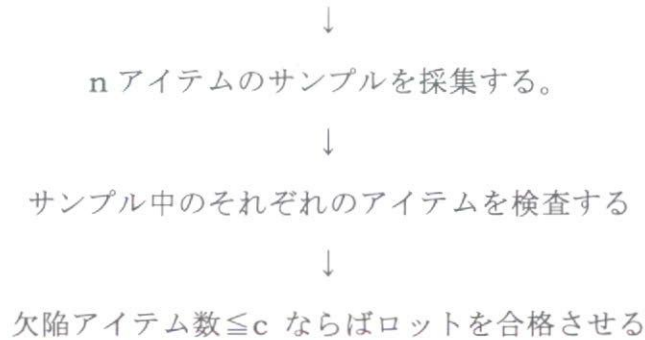 ↓
n アイテムのサンプルを採集する。
↓
サンプル中のそれぞれのアイテムを検査する
↓
欠陥アイテム数≦c ならばロットを合格させる